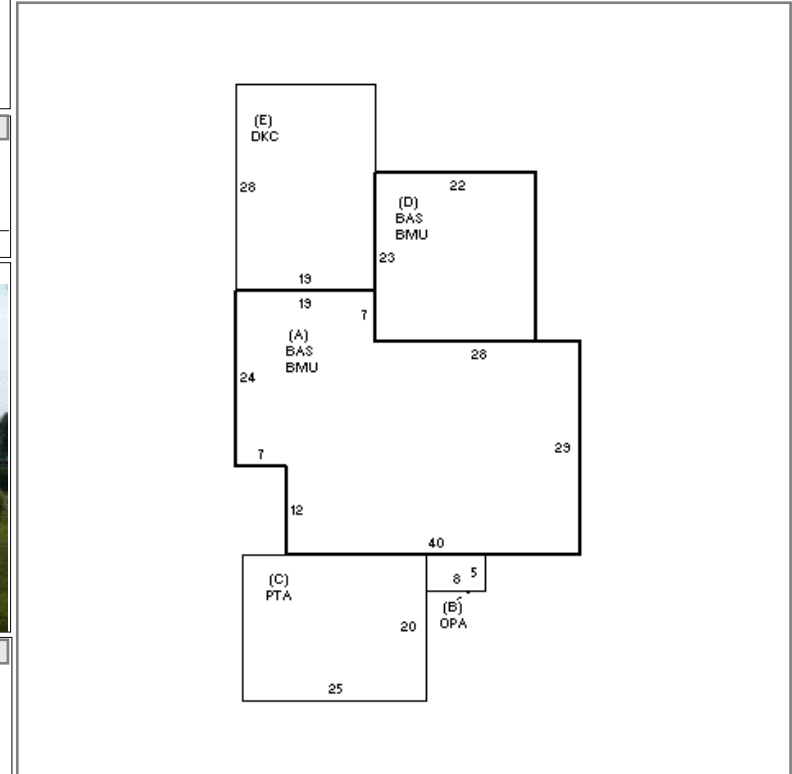 (E)
DKC
28
22
(D)
BAS
BMU
23
19
19
7
(A)
BAS
BMU
28
24
29
7
12
40
(C)
PTA
8 5
(B)
OPA
20
25